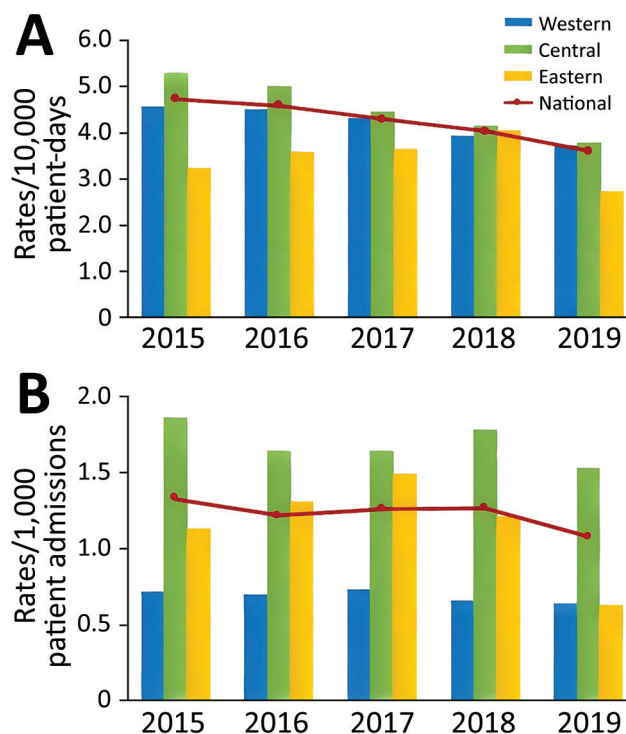 A
Western
Central
Eastern
National
Rates/10,000
patient-days
6.0
5.0
4.0
3.0
2.0
1.0
0
2015 2016 2017 2018 2019
B
Rates/1,000
patient admissions
2.0
1.5
1.0
0.5
0
2015 2016 2017 2018 2019